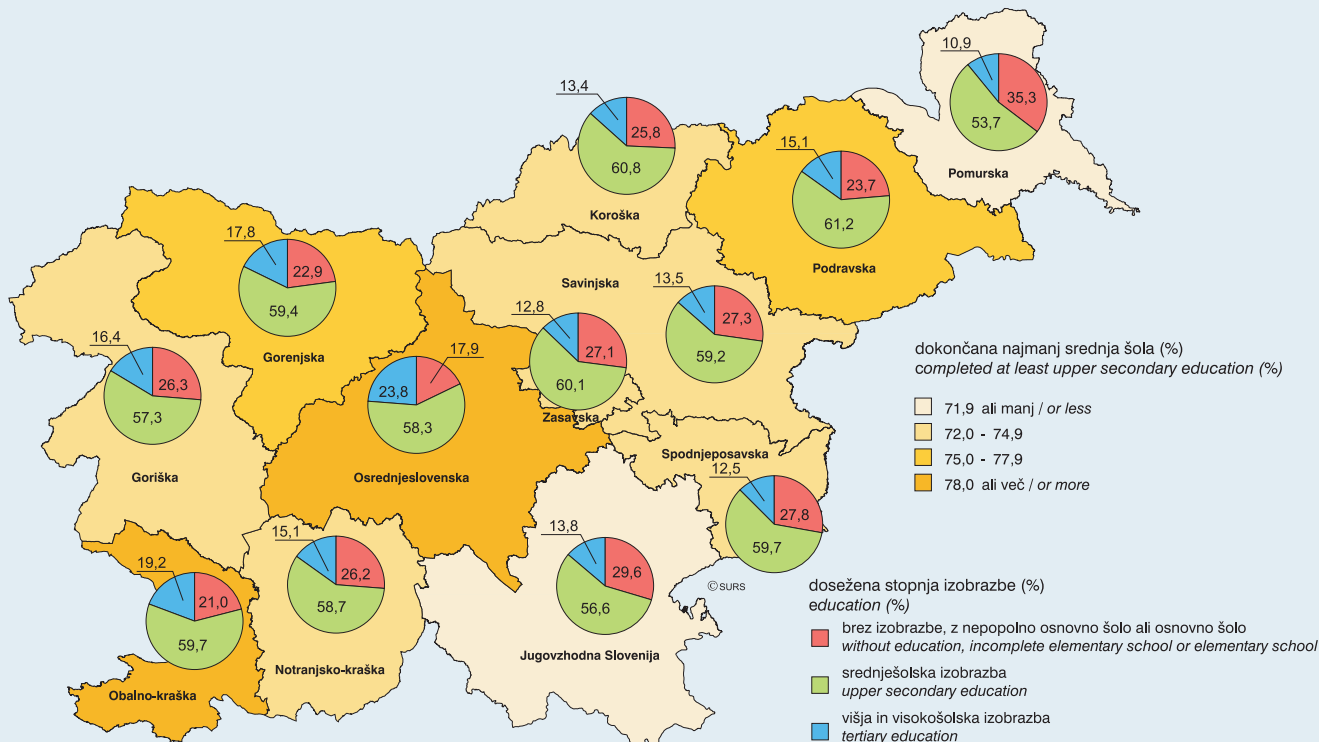 10,9
35,3
53,7
Pomurska
13,4
25,8
60,8
Koroška
15,1
23,7
61,2
Podravska
17,8
22,9
59,4
Gorenjska
Savinjska
13,5
27,3
59,2
12,8
27,1
60,1
Zasavska
16,4
26,3
57,3
Goriška
17,9
23,8
58,3
Osrednjeslovenska
Spodnjeposavska
12,5
27,8
59,7
19,2
21,0
59,7
Obalno-kraška
15,1
26,2
58,7
Notranjsko-kraška
13,8
29,6
56,6
Jugovzhodna Slovenija
©SURS
dokončana najmanj srednja šola (%)
completed at least upper secondary education (%)
71,9 ali manj / or less
72,0 - 74,9
75,0 - 77,9
78,0 ali več / or more
dosežena stopnja izobrazbe (%)
education (%)
brez izobrazbe, z nepopolno osnovno šolo ali osnovno šolo
without education, incomplete elementary school or elementary school
srednješolska izobrazba
upper secondary education
višja in visokošolska izobrazba
tertiary education